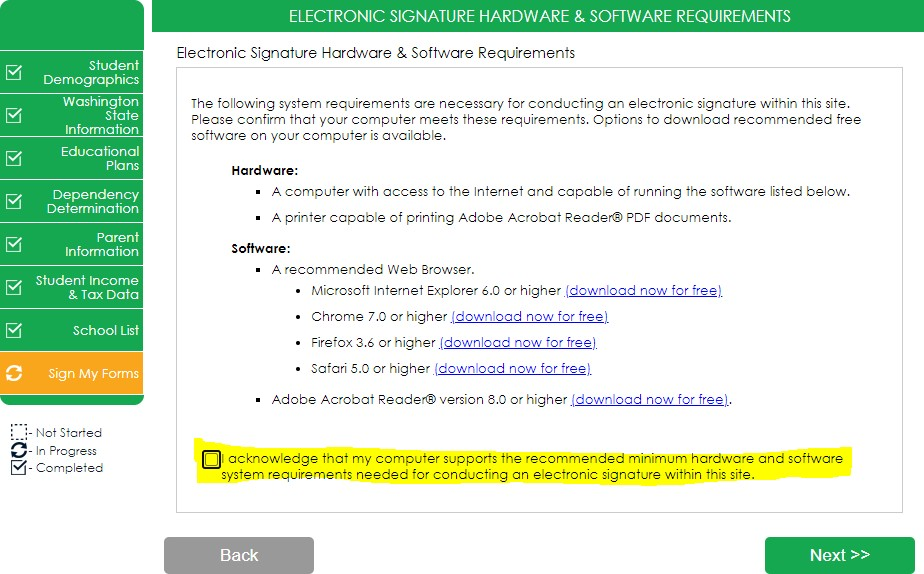 ELECTRONIC SIGNATURE HARDWARE & SOFTWARE REQUIREMENTS
Student
Demographics
Washington
State
Information
Educational
Plans
Dependency
Determination
Parent
Information
Student Income
& Tax Data
School List
Sign My Forms
- Not Started
- In Progress
- Completed
Electronic Signature Hardware & Software Requirements
The following system requirements are necessary for conducting an electronic signature within this site.
Please confirm that your computer meets these requirements. Options to download recommended free
software on your computer is available.
Hardware:
▪ A computer with access to the Internet and capable of running the software listed below.
▪ A printer capable of printing Adobe Acrobat Reader® PDF documents.
Software:
▪ A recommended Web Browser.
• Microsoft Internet Explorer 6.0 or higher (download now for free)
• Chrome 7.0 or higher (download now for free)
• Firefox 3.6 or higher (download now for free)
• Safari 5.0 or higher (download now for free)
▪ Adobe Acrobat Reader® version 8.0 or higher (download now for free).
I acknowledge that my computer supports the recommended minimum hardware and software
system requirements needed for conducting an electronic signature within this site.
Back
Next >>